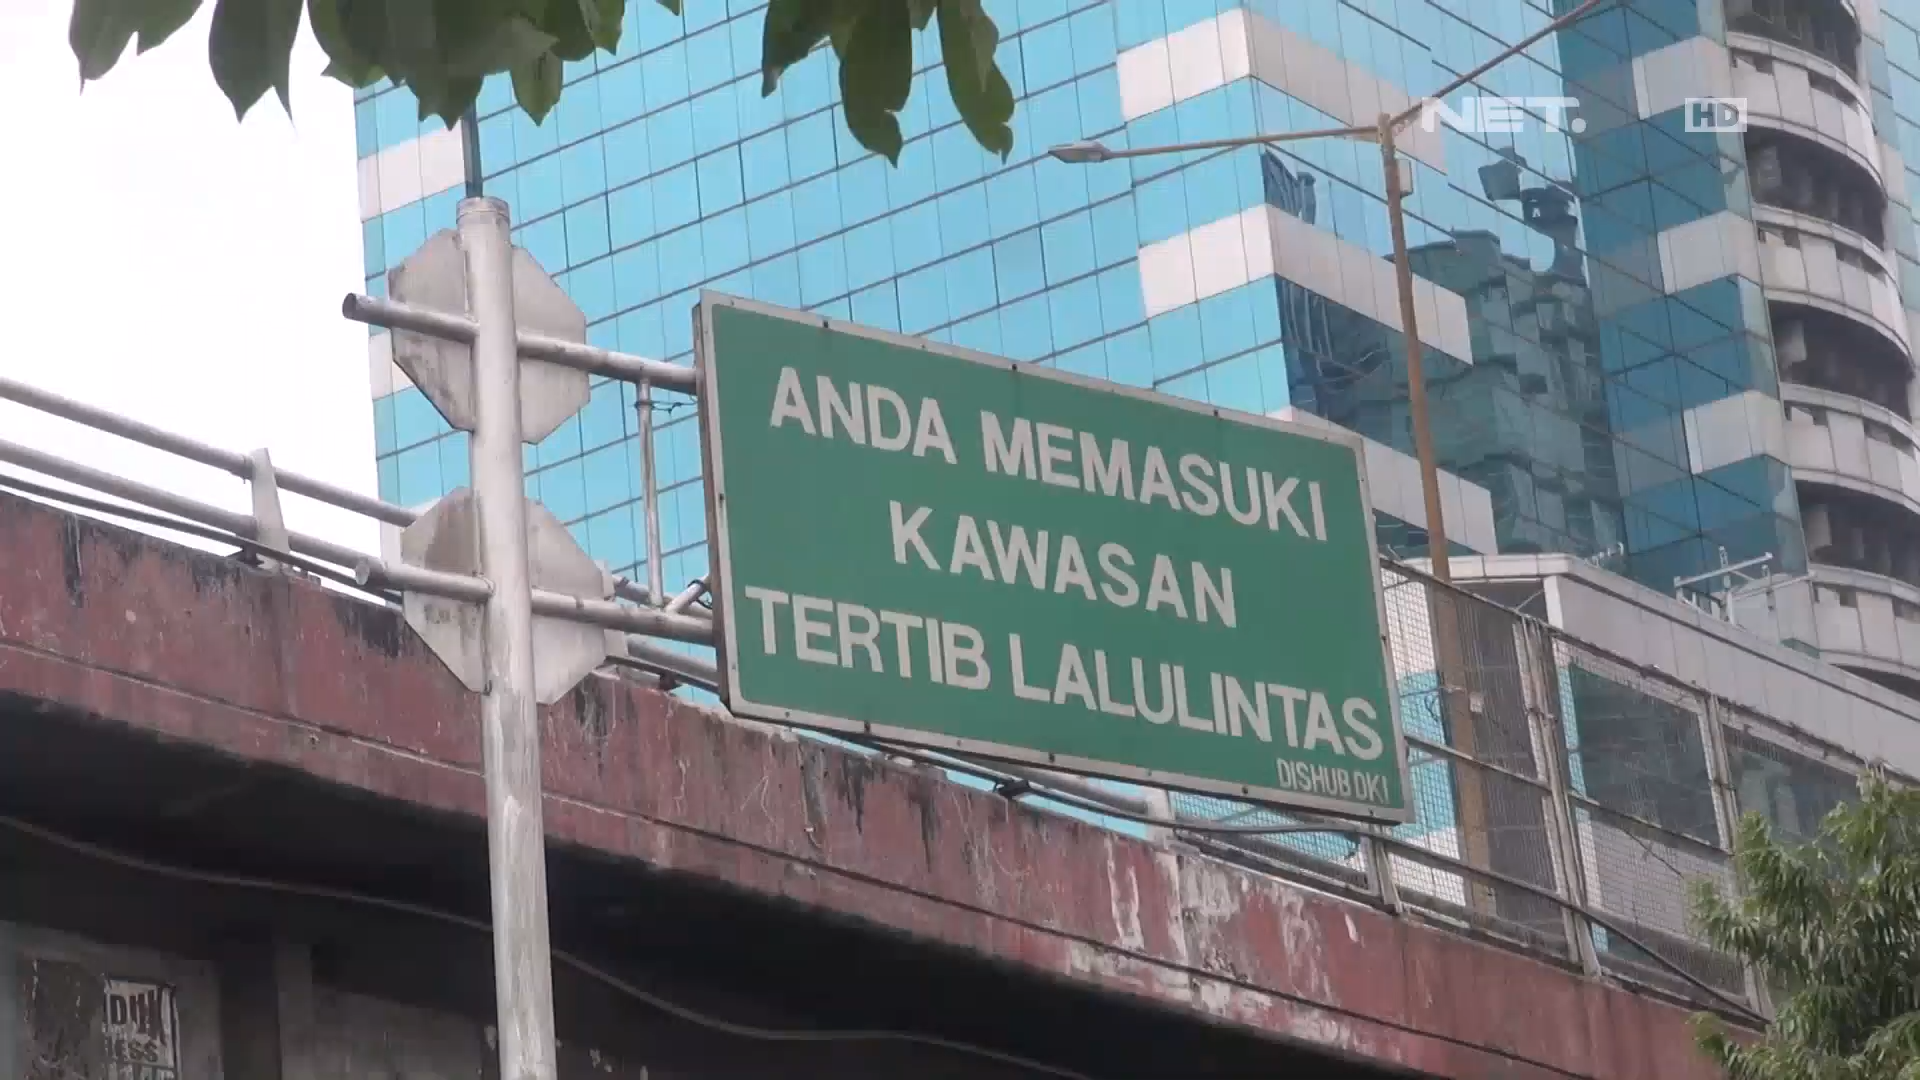 NET. HD
ANDA MEMASUKI
KAWASAN
TERTIB LALULINTAS
DISHUB DKI